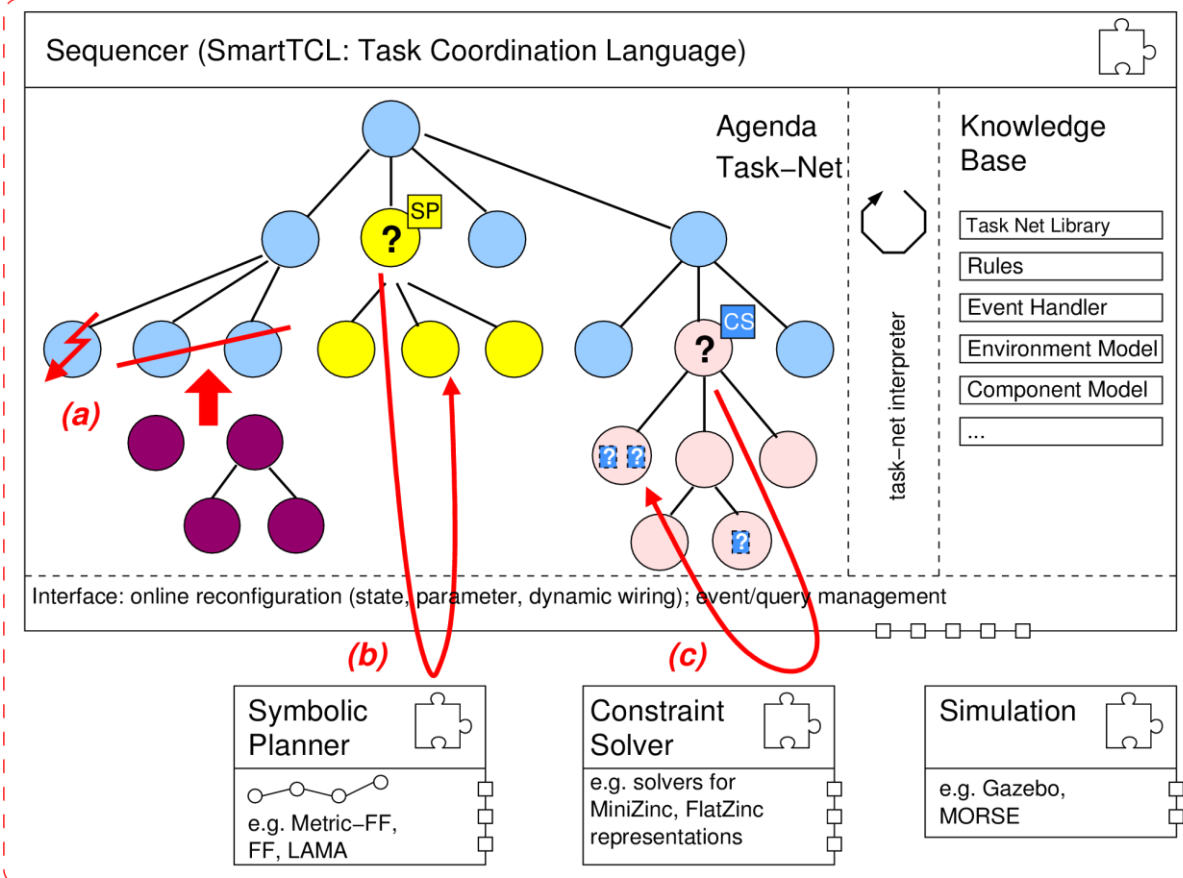 Sequencer (SmartTCL: Task Coordination Language)
Agenda
Task−Net
Knowledge
Base
SP
?
Task Net Library
Rules
Event Handler
Environment Model
Component Model
...
CS
?
task−net interpreter
(a)
? ?
?
Interface: online reconfiguration (state, parameter, dynamic wiring); event/query management
(b)
(c)
Symbolic
Planner
e.g. Metric−FF,
FF, LAMA
Constraint
Solver
e.g. solvers for
MiniZinc, FlatZinc
representations
Simulation
e.g. Gazebo,
MORSE